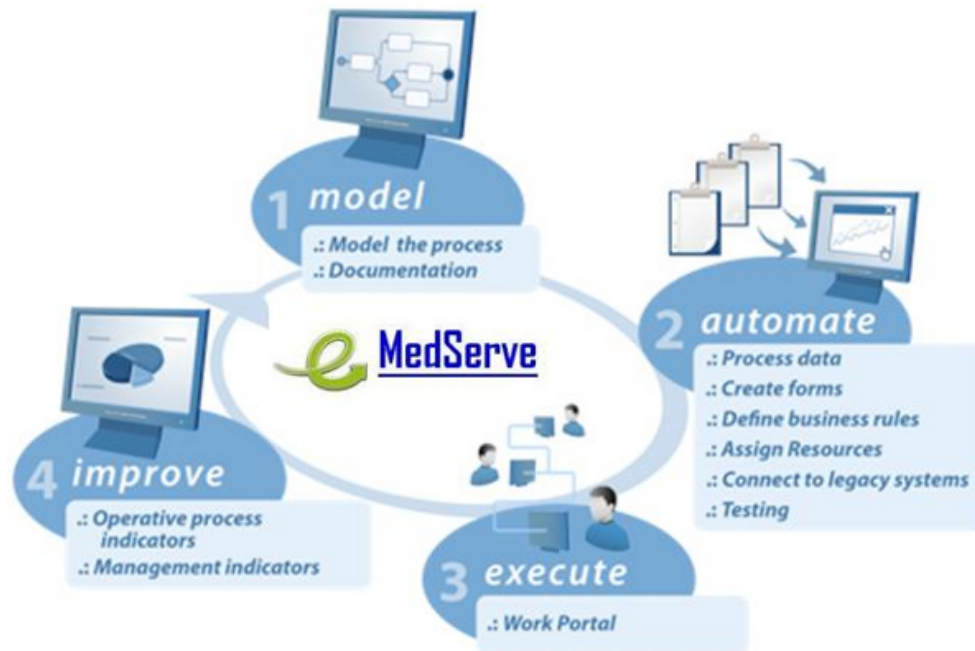 1 model
.: Model the process
.: Documentation
2 automate
.: Process data
.: Create forms
.: Define business rules
.: Assign Resources
.: Connect to legacy systems
.: Testing
e MedServe
4 improve
.: Operative process
indicators
.: Management indicators
3 execute
.: Work Portal